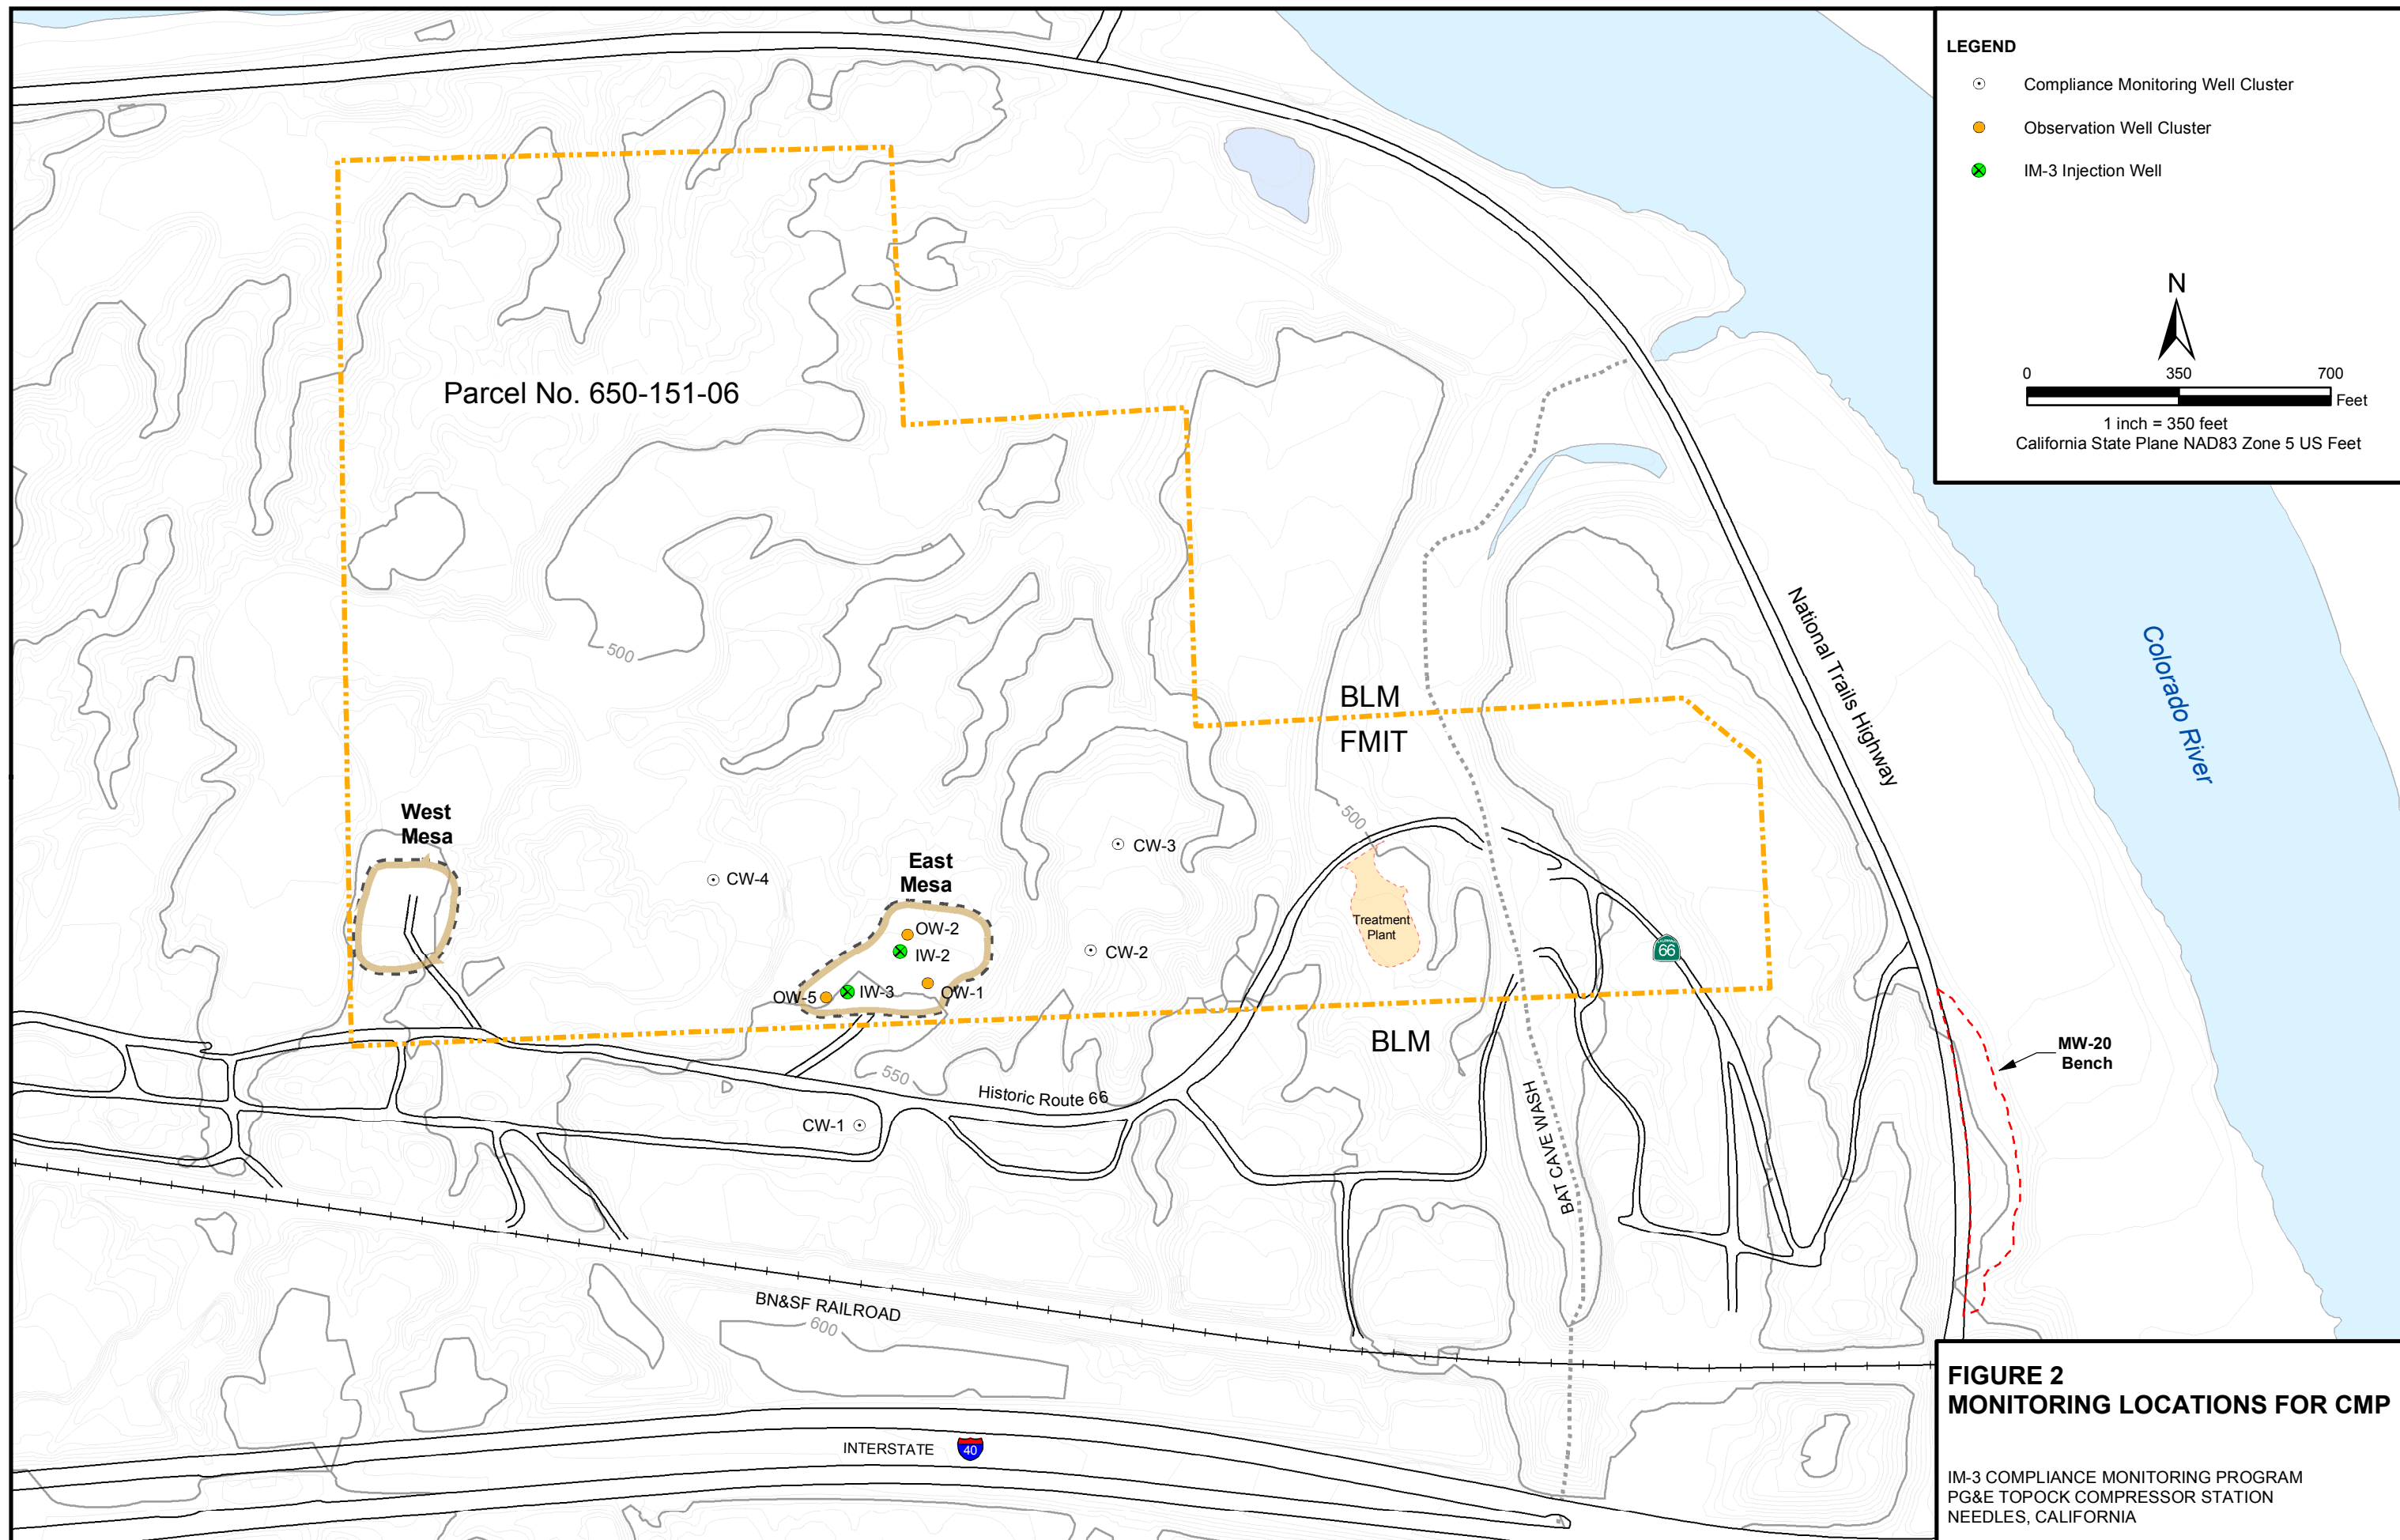 LEGEND
Compliance Monitoring Well Cluster
Observation Well Cluster
IM-3 Injection Well
N
0 350 700
Feet
1 inch = 350 feet
California State Plane NAD83 Zone 5 US Feet
Parcel No. 650-151-06
500
National Trails Highway
Colorado River
BLM
FMIT
West
Mesa
500
CW-3
East
Mesa
CW-4
Treatment
Plant
OW-2
IW-2
CW-2
CALIFORNIA
66
OW-5
IW-3
OW-1
BLM
MW-20
Bench
550
Historic Route 66
CW-1
BAT CAVE WASH
BN&SF RAILROAD
600
INTERSTATE
40
FIGURE 2
MONITORING LOCATIONS FOR CMP
IM-3 COMPLIANCE MONITORING PROGRAM
PG&E TOPOCK COMPRESSOR STATION
NEEDLES, CALIFORNIA